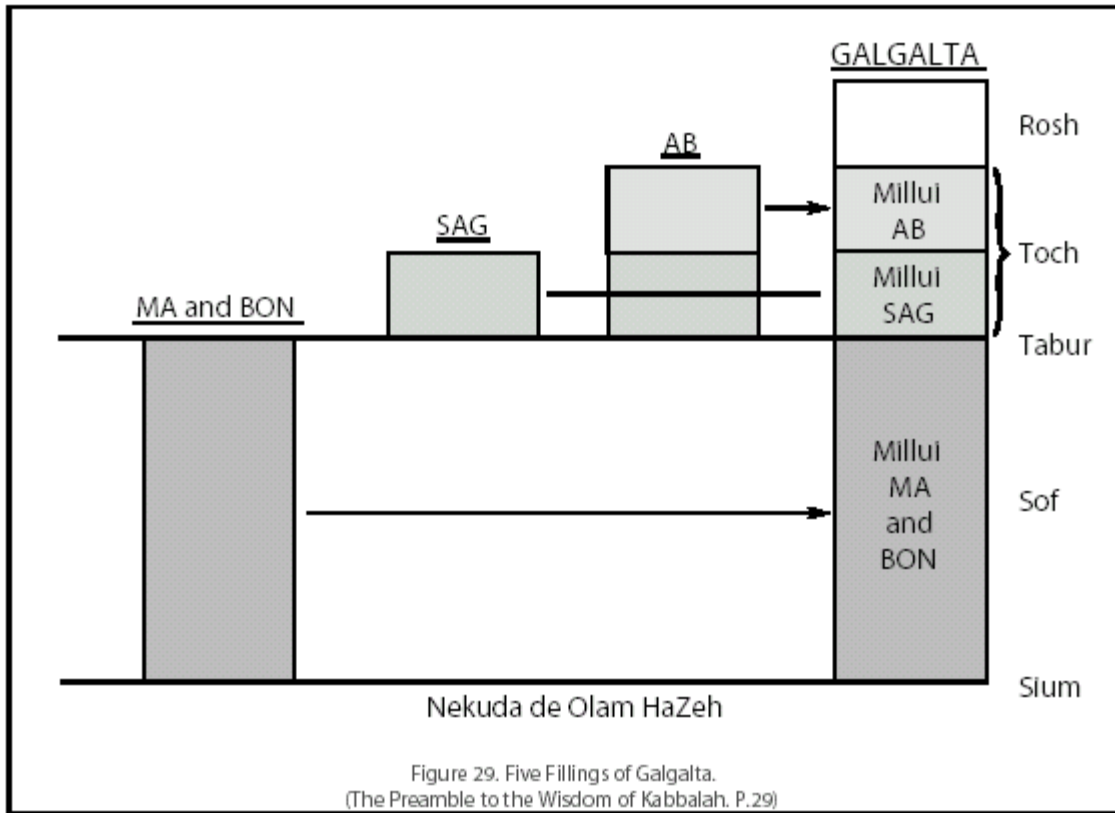 GALGALTA
Rosh
AB
Millui
AB
SAG
Toch
Millui
SAG
MA and BON
Tabur
Millui
MA
and
BON
Sof
Sium
Nekuda de Olam HaZeh
Figure 29. Five Fillings of Galgalta.
(The Preamble to the Wisdom of Kabbalah. P.29)